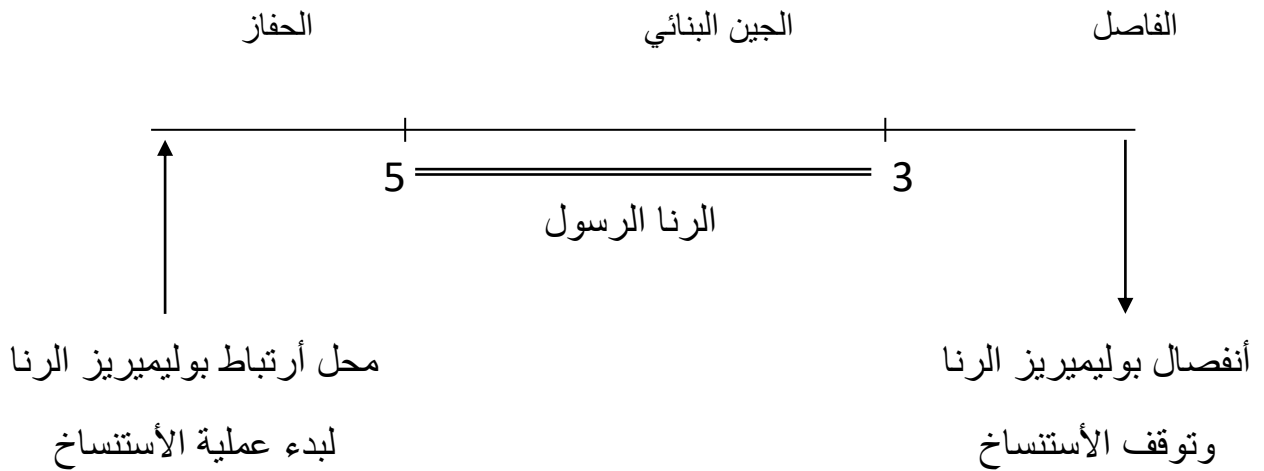 الحفاز الجين البنائي الفاصل
5 3
الرنا الرسول
محل أرتباط بوليميريز الرنا أنفصال بوليميريز الرنا
لبدء عملية الأستنساخ وتوقف الأستنساخ